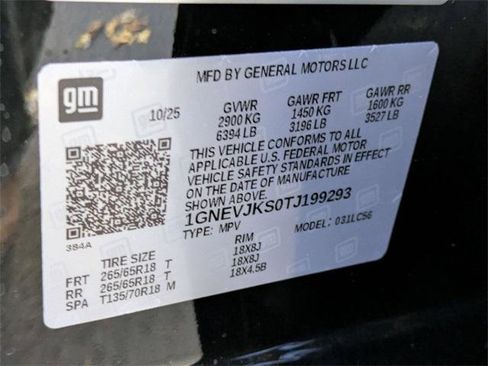 MFD BY GENERAL MOTORS LLC
gm
10/25 GVWR GAWR FRT GAWR RR
2900 KG 1450 KG 1600 KG
6394 LB 3196 LB 3527 LB
THIS VEHICLE CONFORMS TO ALL
APPLICABLE U.S. FEDERAL MOTOR
VEHICLE SAFETY STANDARDS IN EFFECT
ON THE DATE OF MANUFACTURE
SHOWN ABOVE.
1GNEVJKS0TJ199293
TYPE: MPV MODEL: 031LC56
3S4A
TIRE SIZE RIM
FRT 265/65R18 T 18X8J
RR 265/65R18 T 18X8J
SPA T135/70R18 M 18X4.5B